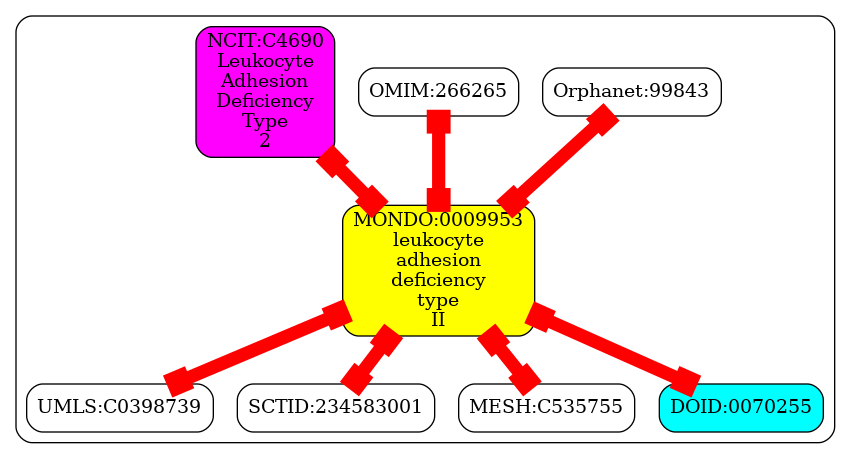 NCIT:C4690
Leukocyte
Adhesion
Deficiency
Type
2
OMIM:266265
Orphanet:99843
MONDO:0009953
leukocyte
adhesion
deficiency
type
II
UMLS:C0398739
SCTID:234583001
MESH:C535755
DOID:0070255